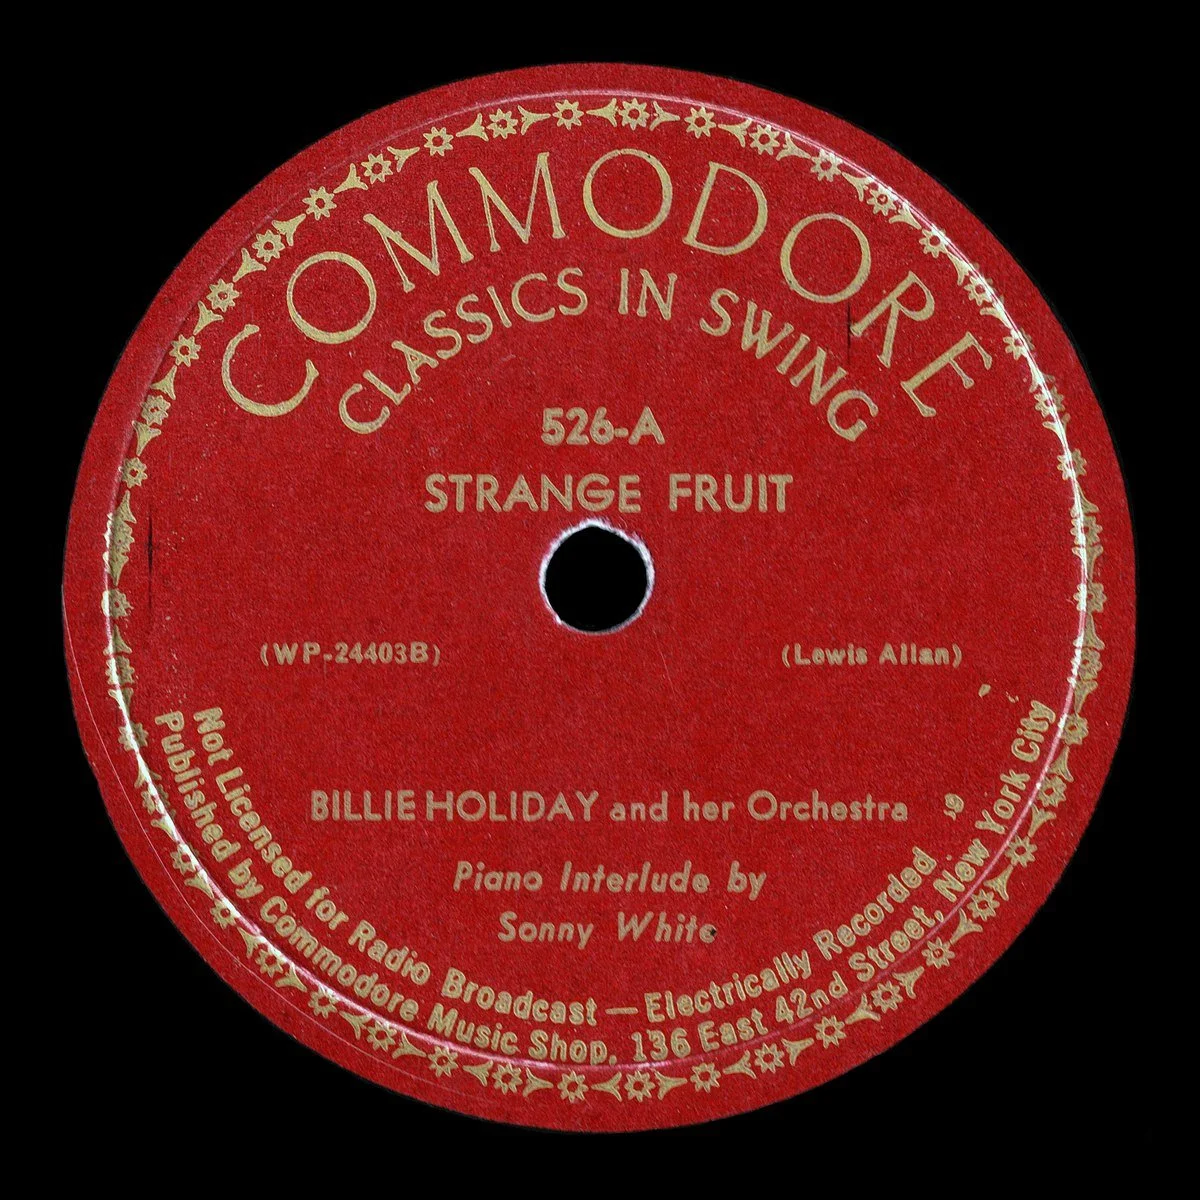 COMMODORE
CLASSICS IN SWING
526-A
STRANGE FRUIT
(WP-24403B)
(Lewis Allan)
BILLIE HOLIDAY and her Orchestra
Piano Interlude by
Sonny White
Not Licensed for Radio Broadcast — Electrically Recorded
Published by Commodore Music Shop, 136 East 42nd Street, New York City